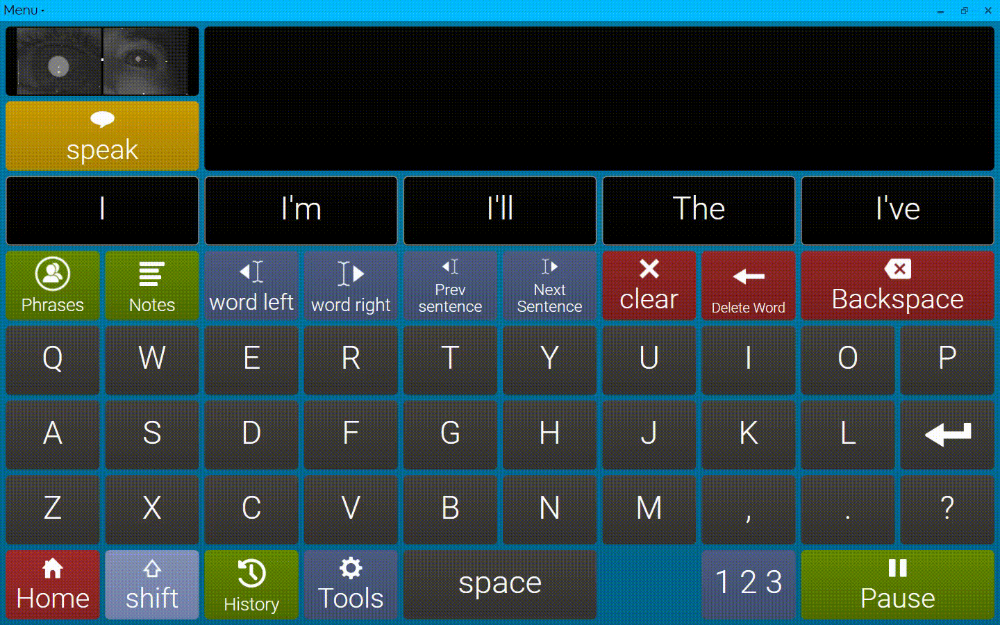 Menu
speak
I I'm I'll The I've
Phrases Notes word left word right Prev sentence Next Sentence clear Delete Word Backspace
Q W E R T Y U I O P
A S D F G H J K L
Z X C V B N M , . ?
Home shift History Tools space 1 2 3 Pause